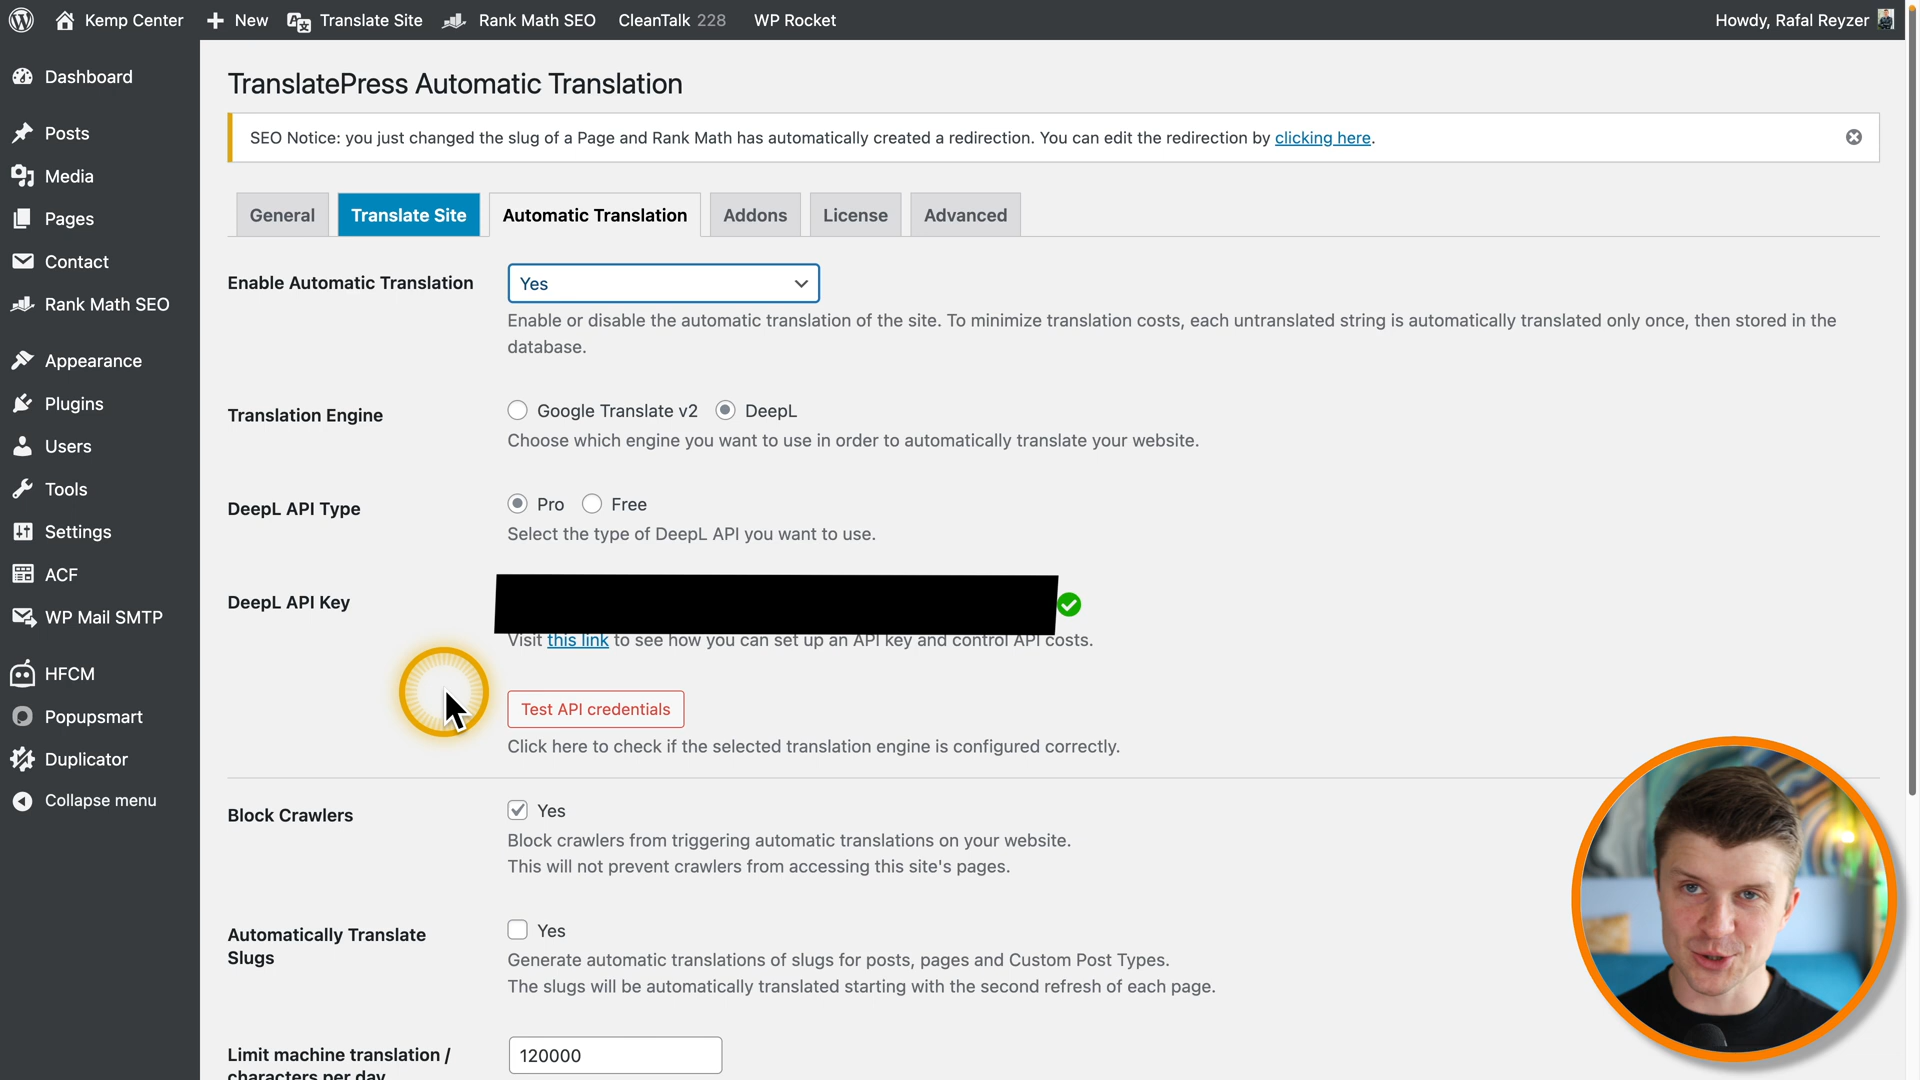 Kemp Center
New
Translate Site
Rank Math SEO
CleanTalk 228
WP Rocket
Howdy, Rafal Reyzer
Dashboard
Posts
Media
Pages
Contact
Rank Math SEO
Appearance
Plugins
Users
Tools
Settings
ACF
WP Mail SMTP
HFCM
Popupsmart
Duplicator
Collapse menu
TranslatePress Automatic Translation
SEO Notice: you just changed the slug of a Page and Rank Math has automatically created a redirection. You can edit the redirection by clicking here.
General
Translate Site
Automatic Translation
Addons
License
Advanced
Enable Automatic Translation
Yes
Enable or disable the automatic translation of the site. To minimize translation costs, each untranslated string is automatically translated only once, then stored in the
database.
Translation Engine
Google Translate v2
DeepL
Choose which engine you want to use in order to automatically translate your website.
DeepL API Type
Pro
Free
Select the type of DeepL API you want to use.
DeepL API Key
Visit this link to see how you can set up an API key and control API costs.
Test API credentials
Click here to check if the selected translation engine is configured correctly.
Block Crawlers
Yes
Block crawlers from triggering automatic translations on your website.
This will not prevent crawlers from accessing this site's pages.
Automatically Translate
Slugs
Yes
Generate automatic translations of slugs for posts, pages and Custom Post Types.
The slugs will be automatically translated starting with the second refresh of each page.
Limit machine translation /
characters per day
120000